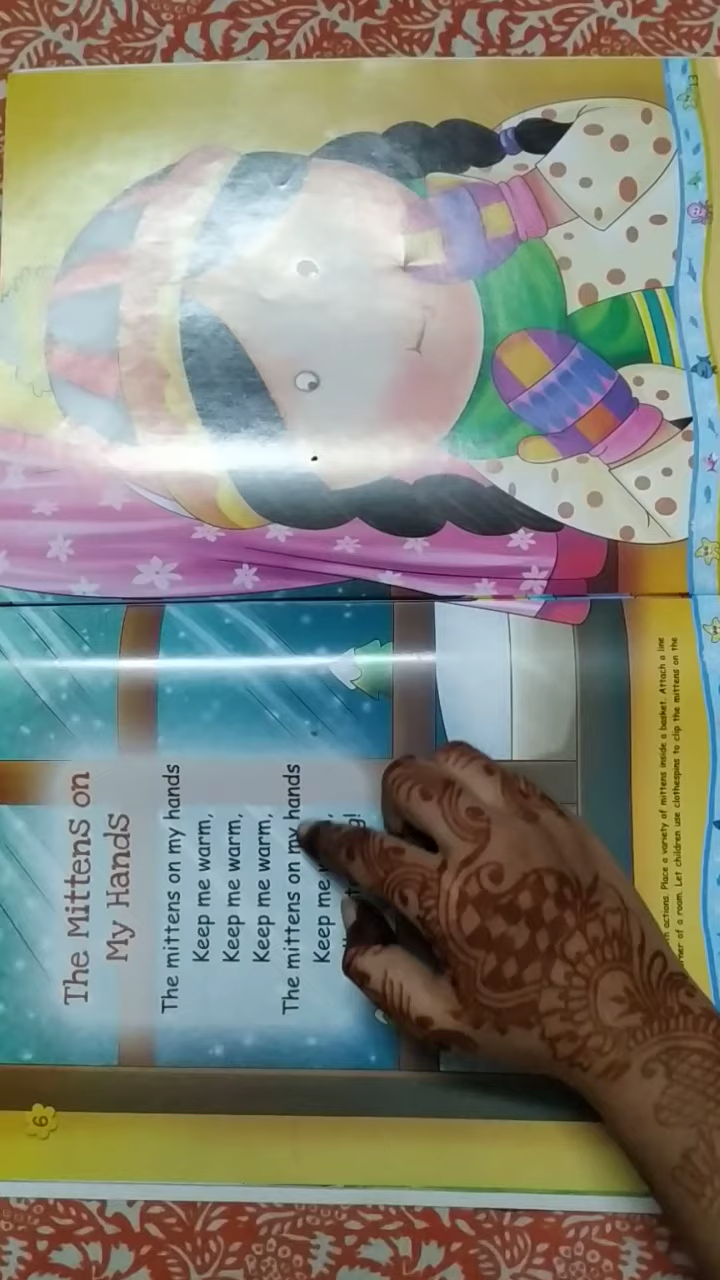 The Mittens on
My Hands
The mittens on my hands
Keep me warm,
Keep me warm,
Keep me warm,
The mittens on my hands
Keep me
actions. Place a variety of mittens inside a basket. Attach a line
of a room. Let children use clothespins to clip the mittens on the
6
13